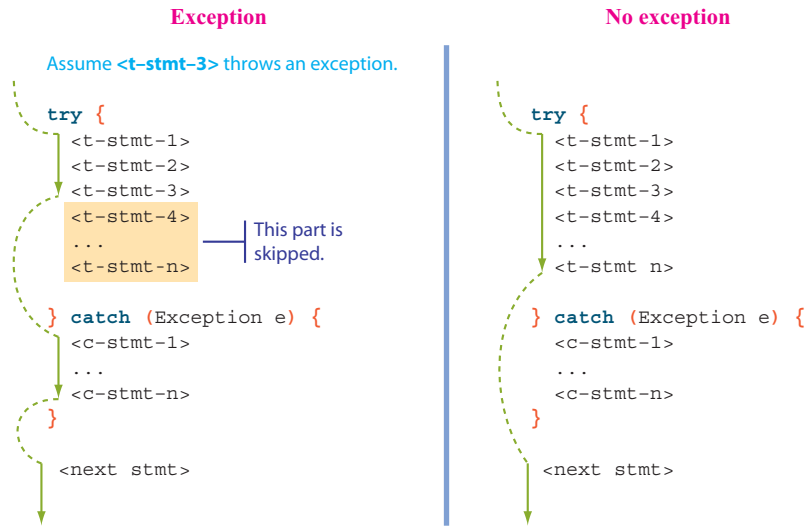 Exception
Assume <t–stmt–3> throws an exception.
try {
<t–stmt–1>
<t–stmt–2>
<t–stmt–3>
<t–stmt–4>
...
<t–stmt–n>
This part is
skipped.
} catch (Exception e) {
<c–stmt–1>
...
<c–stmt–n>
}
<next stmt>
No exception
try {
<t–stmt–1>
<t–stmt–2>
<t–stmt–3>
<t–stmt–4>
...
<t–stmt n>
} catch (Exception e) {
<c–stmt–1>
...
<c–stmt–n>
}
<next stmt>